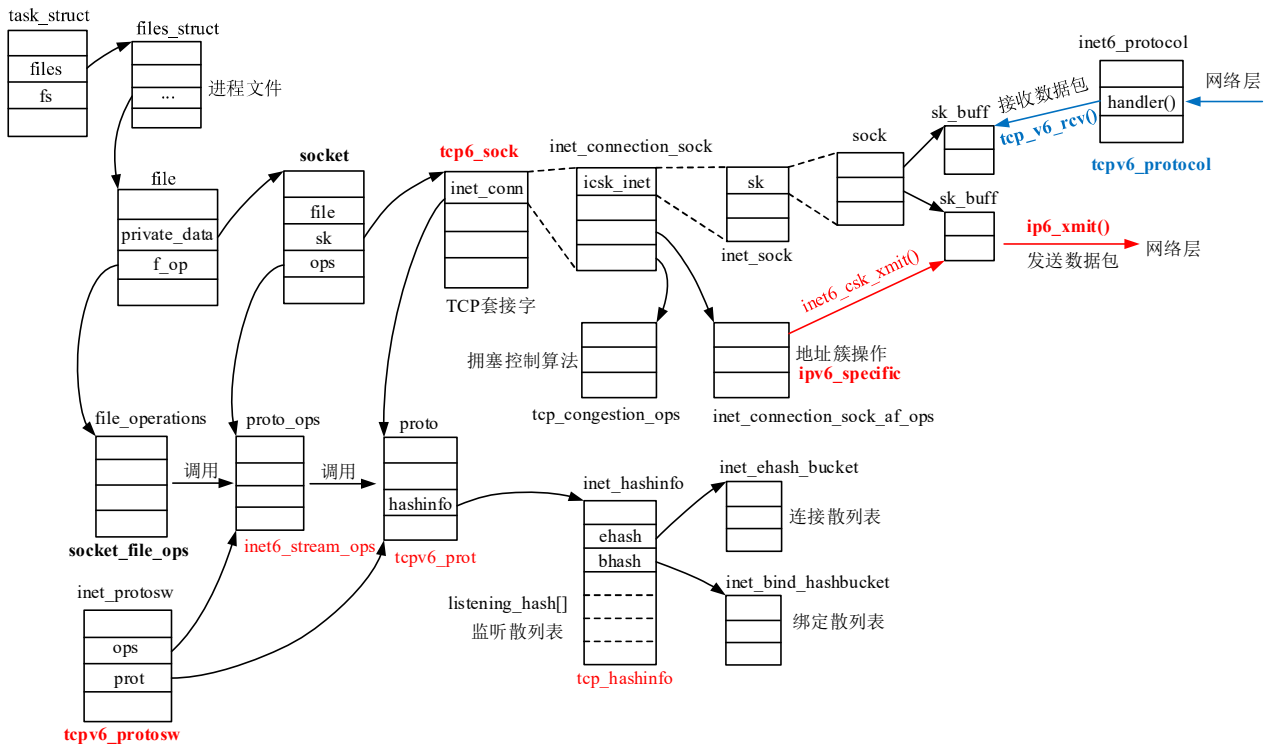 task_struct
files
fs
files_struct
...
进程文件
file
private_data
f_op
socket
file
sk
ops
tcp6_sock
inet_conn
TCP套接字
inet_connection_sock
icsk_inet
sk
inet_sock
sock
sk_buff
sk_buff
接收数据包
tcp_v6_rcv()
inet6_protocol
handler()
tcpv6_protocol
网络层
ip6_xmit()
发送数据包
网络层
inet6_csk_xmit()
拥塞控制算法
tcp_congestion_ops
地址簇操作
ipv6_specific
inet_connection_sock_af_ops
file_operations
调用
socket_file_ops
proto_ops
调用
inet6_stream_ops
proto
hashinfo
tcpv6_prot
inet_hashinfo
ehash
bhash
listening_hash[]
监听散列表
tcp_hashinfo
inet_ehash_bucket
连接散列表
inet_bind_hashbucket
绑定散列表
inet_protosw
ops
prot
tcpv6_protosw